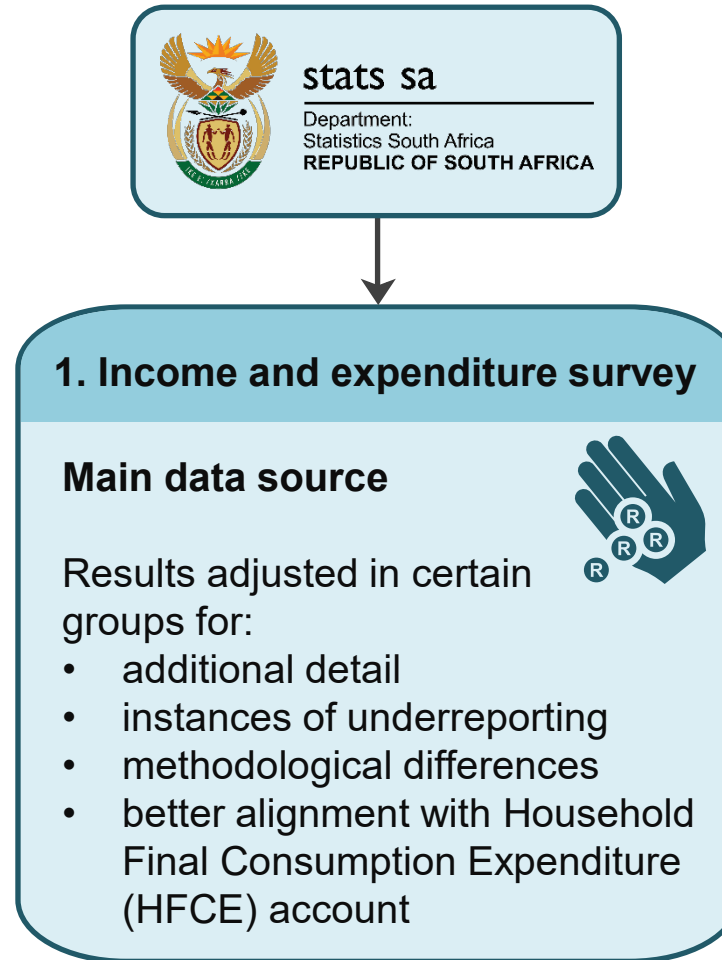 stats sa
Department:
Statistics South Africa
REPUBLIC OF SOUTH AFRICA
1. Income and expenditure survey
Main data source
R
R
R
R
Results adjusted in certain
groups for:
• additional detail
• instances of underreporting
• methodological differences
• better alignment with Household
Final Consumption Expenditure
(HFCE) account